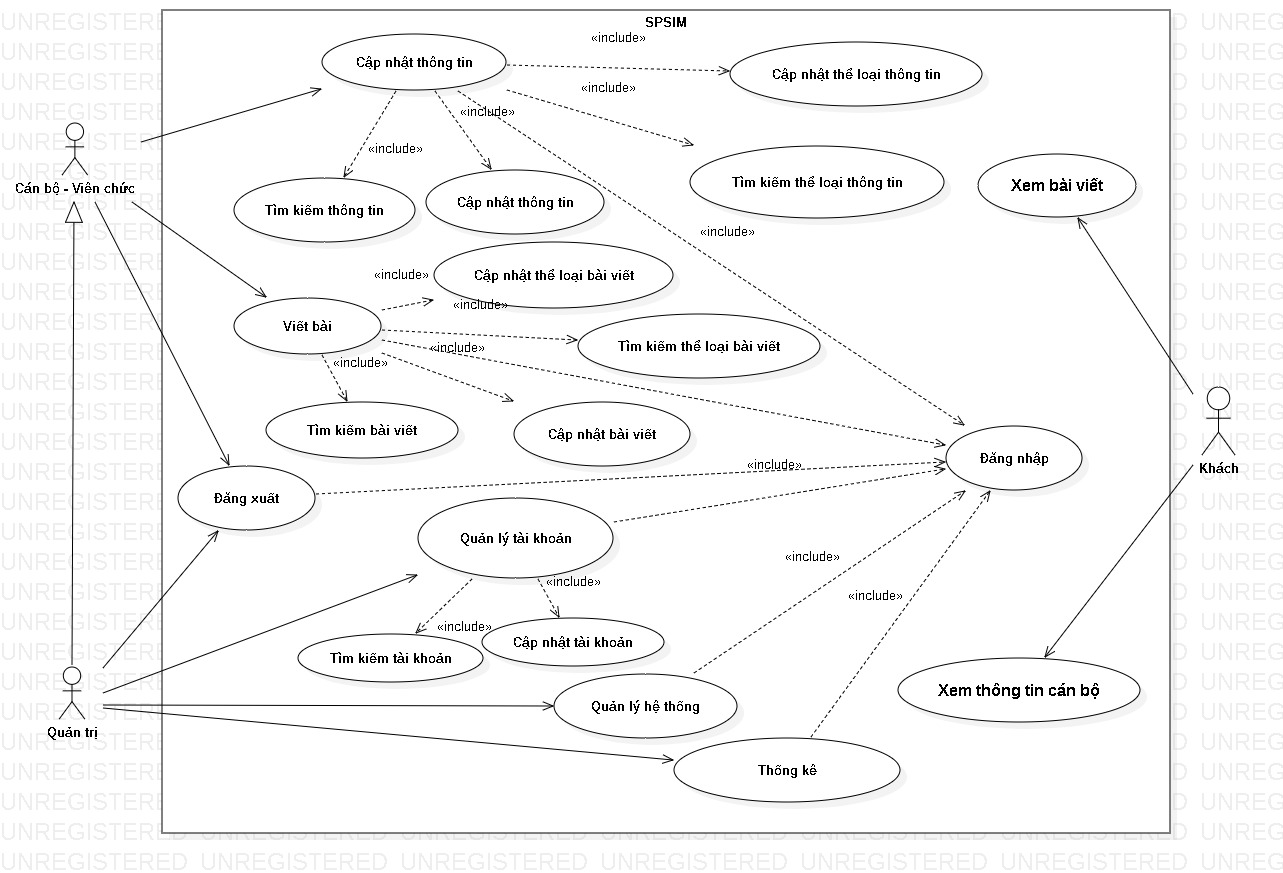 SPSIM
«include»
Cập nhật thông tin
Cập nhật thể loại thông tin
«include»
«include»
«include»
Cán bộ - Viên chức
Tìm kiếm thông tin
Cập nhật thông tin
Tìm kiếm thể loại thông tin
Xem bài viết
«include»
«include»
Cập nhật thể loại bài viết
«include»
Viết bài
«include»
Tìm kiếm thể loại bài viết
«include»
Tìm kiếm bài viết
Cập nhật bài viết
Đăng nhập
Khách
«include»
Đăng xuất
Quản lý tài khoản
«include»
«include»
«include»
«include»
Tìm kiếm tài khoản
Cập nhật tài khoản
Xem thông tin cán bộ
Quản lý hệ thống
Quản trị
Thống kê
UNREGISTERED UNREGISTERED UNREGISTERED UNREGISTERED UNREGISTERED UNREGISTERED UNREG